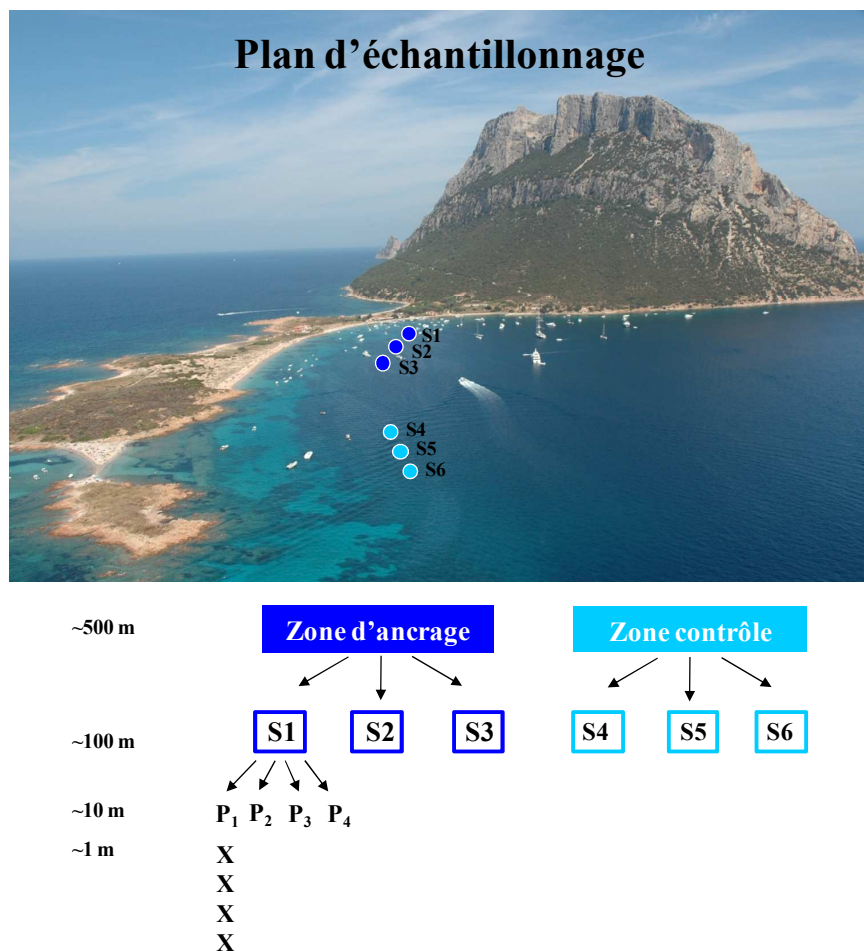 Plan d'échantillonnage
S1
S2
S3
S4
S5
S6
~500 m Zone d'ancrage Zone contrôle
~100 m S1 S2 S3 S4 S5 S6
~10 m P₁ P₂ P₃ P₄
~1 m X
X
X
X